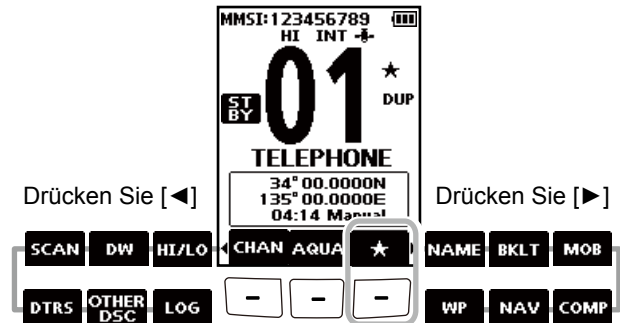 MMSI:123456789
HI INT
01
★
ST BY
DUP
TELEPHONE
34°00.0000N
135°00.0000E
04:14 Manual
Drücken Sie [◄]
Drücken Sie [►]
SCAN DW HI/LO CHAN AQUA ★ NAME BKLT MOB
DTRS OTHER DSC LOG - - - WP NAV COMP